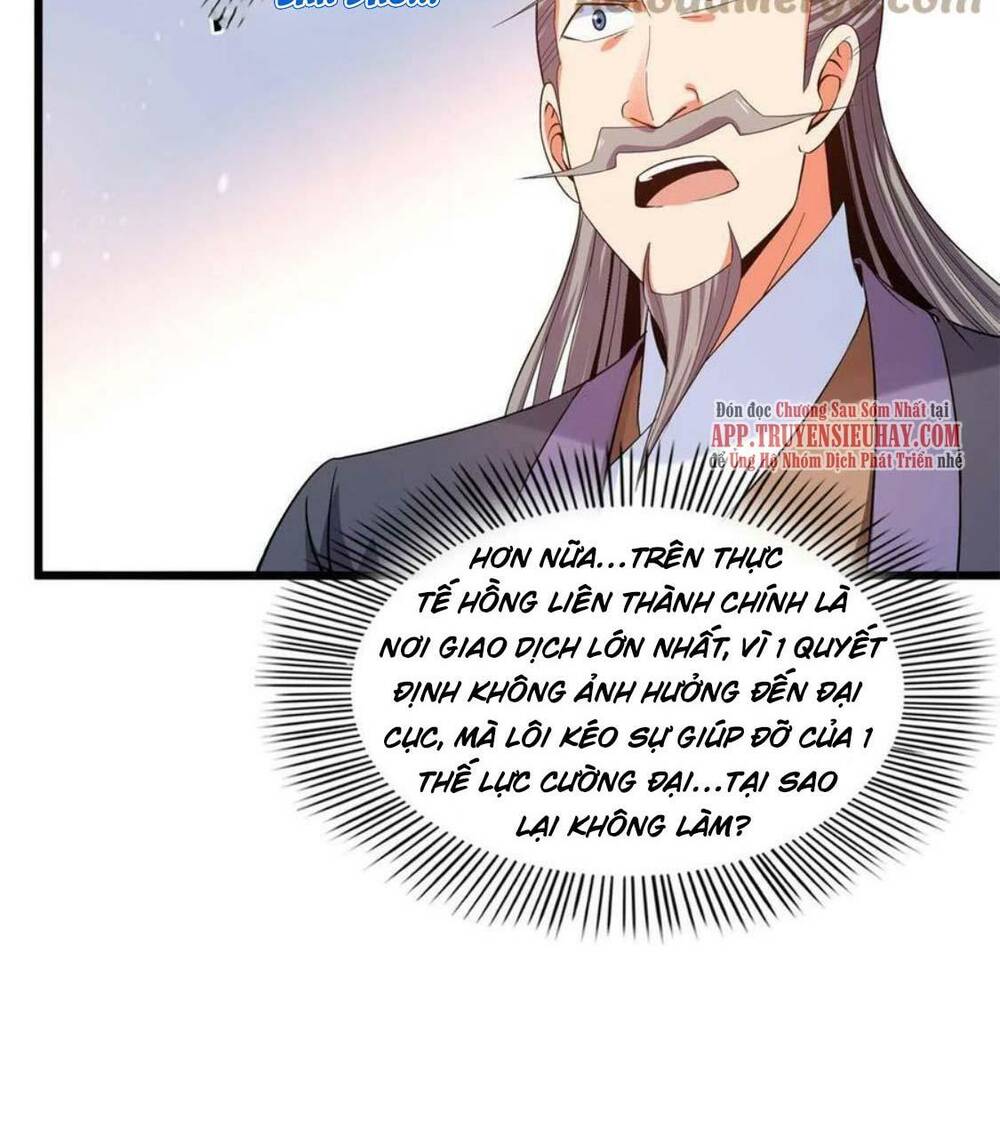 Đón đọc Chương Sau Sớm Nhất tại
APP.TRUYENSIEUHAY.COM
để Ủng Hộ Nhóm Dịch Phát Triển nhé
HƠN NỮA...TRÊN THỰC
TẾ HỒNG LIÊN THÀNH CHÍNH LÀ
NƠI GIAO DỊCH LỚN NHẤT, VÌ 1 QUYẾT
ĐỊNH KHÔNG ẢNH HƯỞNG ĐẾN ĐẠI
CỤC, MÀ LÔI KÉO SỰ GIÚP ĐỠ CỦA 1
THẾ LỰC CƯỜNG ĐẠI...TẠI SAO
LẠI KHÔNG LÀM?